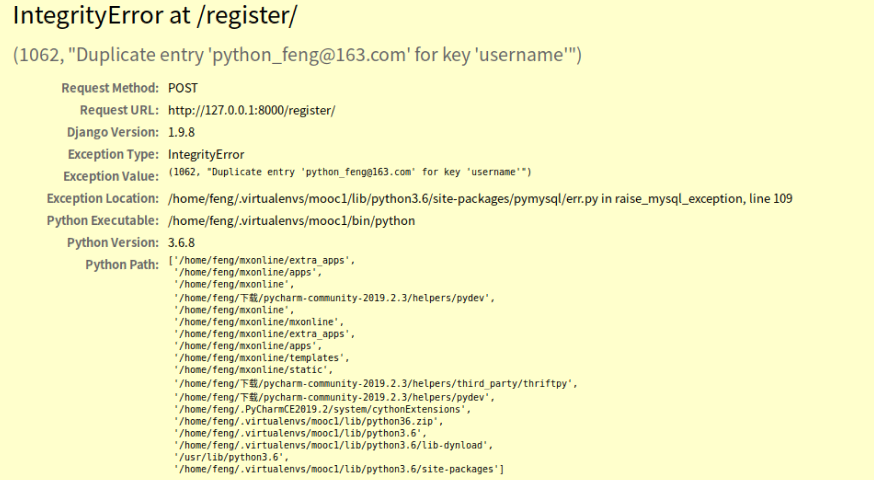 IntegrityError at /register/
(1062, "Duplicate entry 'python_feng@163.com' for key 'username'")
Request Method: POST
Request URL: http://127.0.0.1:8000/register/
Django Version: 1.9.8
Exception Type: IntegrityError
Exception Value: (1062, "Duplicate entry 'python_feng@163.com' for key 'username'")
Exception Location: /home/feng/.virtualenvs/mooc1/lib/python3.6/site-packages/pymysql/err.py in raise_mysql_exception, line 109
Python Executable: /home/feng/.virtualenvs/mooc1/bin/python
Python Version: 3.6.8
Python Path: ['/home/feng/mxonline/extra_apps',
'/home/feng/mxonline/apps',
'/home/feng/mxonline',
'/home/feng/下载/pycharm-community-2019.2.3/helpers/pydev',
'/home/feng/mxonline',
'/home/feng/mxonline/mxonline',
'/home/feng/mxonline/extra_apps',
'/home/feng/mxonline/apps',
'/home/feng/mxonline/templates',
'/home/feng/mxonline/static',
'/home/feng/下载/pycharm-community-2019.2.3/helpers/third_party/thriftpy',
'/home/feng/下载/pycharm-community-2019.2.3/helpers/pydev',
'/home/feng/.PyCharmCE2019.2/system/cythonExtensions',
'/home/feng/.virtualenvs/mooc1/lib/python36.zip',
'/home/feng/.virtualenvs/mooc1/lib/python3.6',
'/home/feng/.virtualenvs/mooc1/lib/python3.6/lib-dynload',
'/usr/lib/python3.6',
'/home/feng/.virtualenvs/mooc1/lib/python3.6/site-packages']